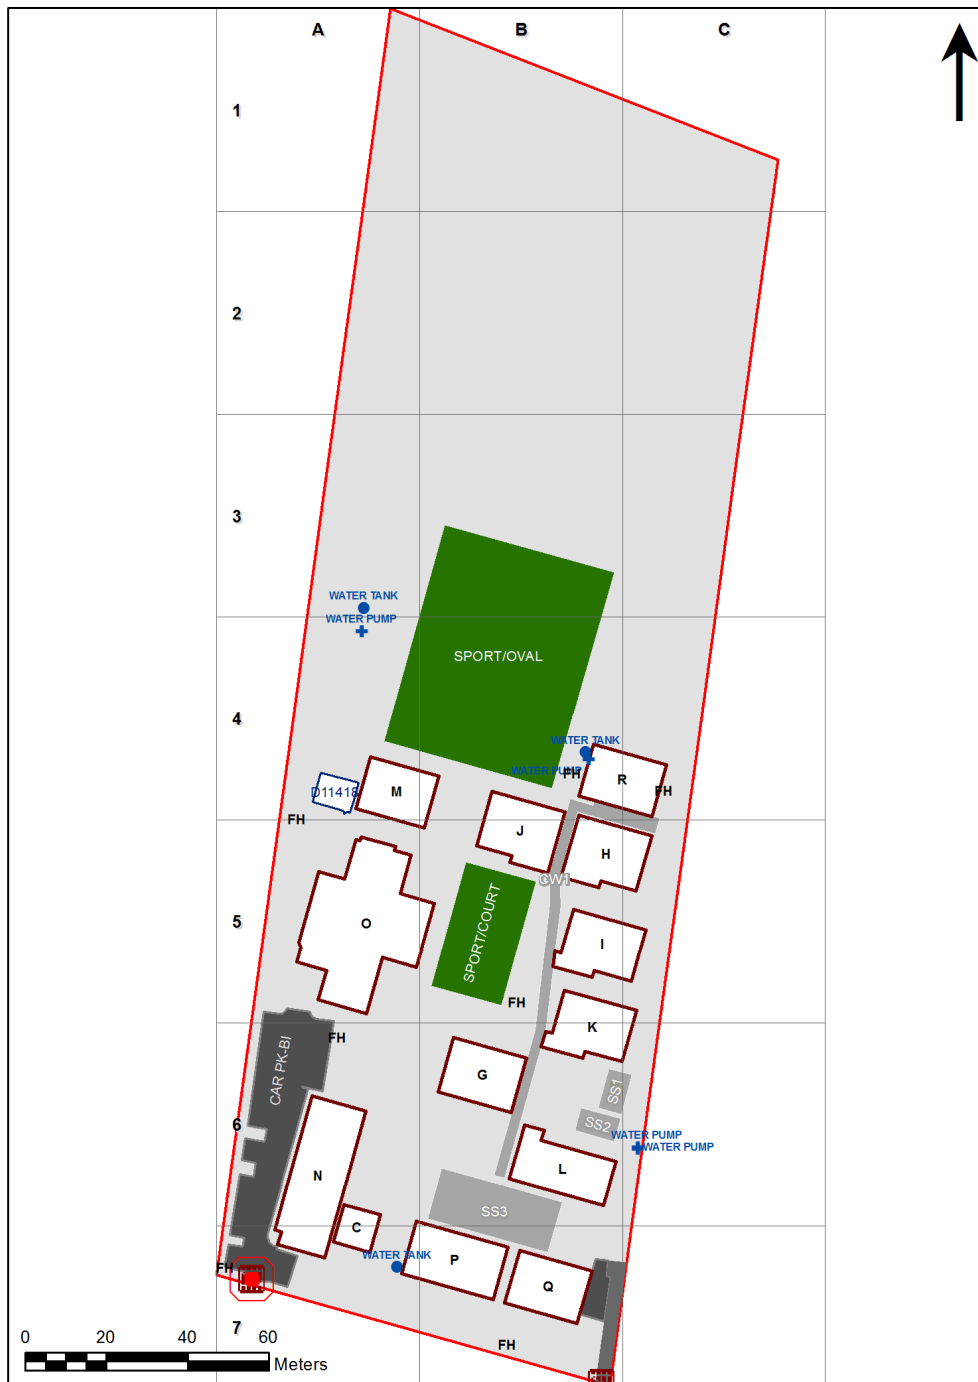 A
B
C
1
2
3
WATER TANK
WATER PUMP
SPORT/OVAL
4
WATER TANK
WATER PUMP
FH
R
FH
D11418
M
FH
J
H
CW1
O
5
SPORT/COURT
I
FH
K
FH
CAR PK-BI
G
SS1
6
SS2
WATER PUMP
WATER PUMP
N
L
SS3
C
WATER TANK
P
FH
Q
7
FH
0
20
40
60
Meters